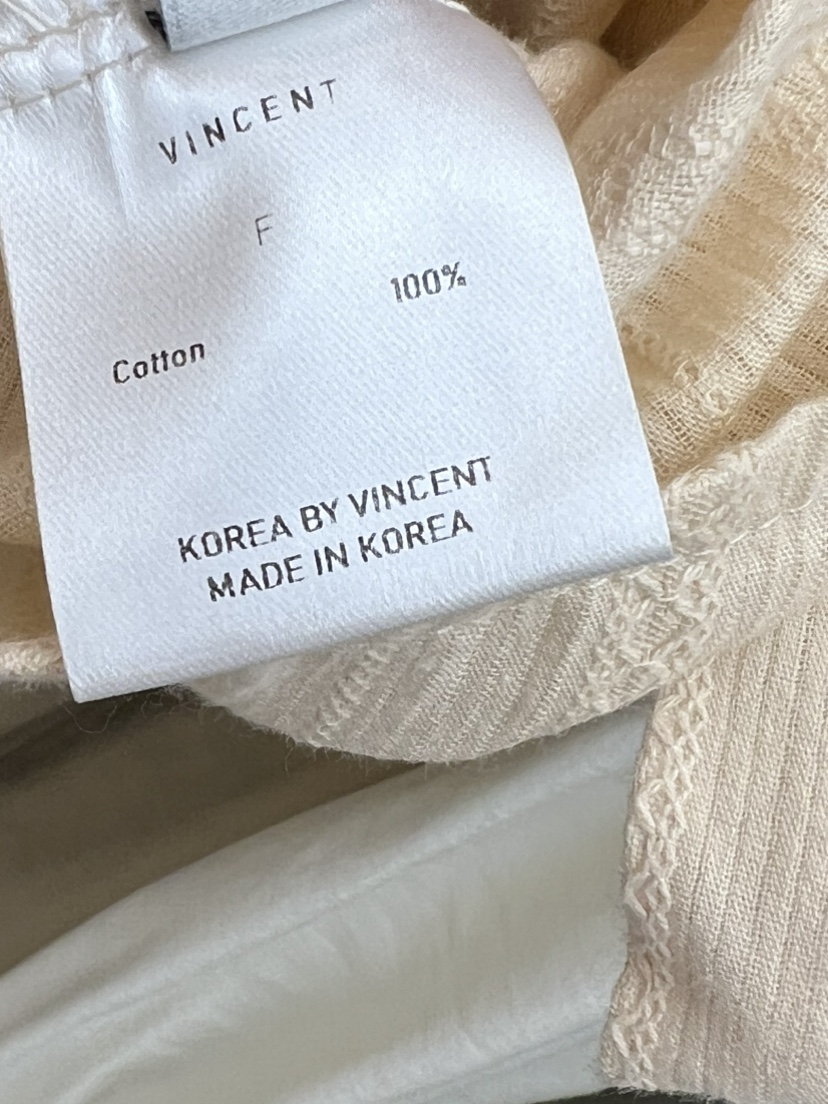 VINCENT
F
100%
Cotton
KOREA BY VINCENT
MADE IN KOREA